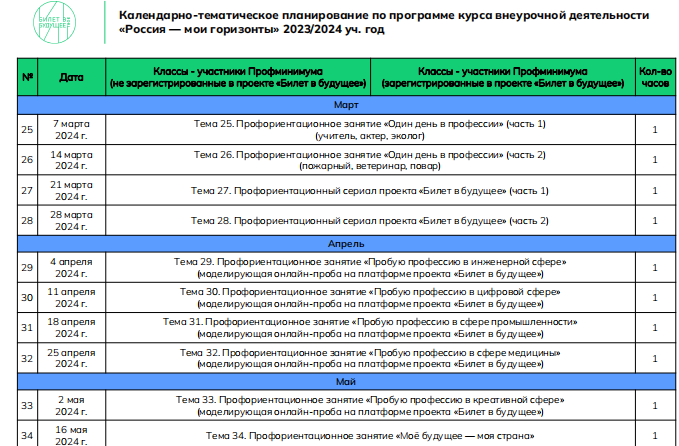 БИЛЕТ В
БУДУЩЕЕ
Календарно-тематическое планирование по программе курса внеурочной деятельности
«Россия — мои горизонты» 2023/2024 уч. год
№ Дата Классы - участники Профминимума Классы - участники Профминимума Кол-во
(не зарегистрированные в проекте «Билет в будущее») (зарегистрированные в проекте «Билет в будущее») часов
Март
25 7 марта 2024 г. Тема 25. Профориентационное занятие «Один день в профессии» (часть 1) 1
(учитель, актер, эколог)
26 14 марта 2024 г. Тема 26. Профориентационное занятие «Один день в профессии» (часть 2) 1
(пожарный, ветеринар, повар)
27 21 марта 2024 г. Тема 27. Профориентационный сериал проекта «Билет в будущее» (часть 1) 1
28 28 марта 2024 г. Тема 28. Профориентационный сериал проекта «Билет в будущее» (часть 2) 1
Апрель
29 4 апреля 2024 г. Тема 29. Профориентационное занятие «Пробую профессию в инженерной сфере» 1
(моделирующая онлайн-проба на платформе проекта «Билет в будущее»)
30 11 апреля 2024 г. Тема 30. Профориентационное занятие «Пробую профессию в цифровой сфере» 1
(моделирующая онлайн-проба на платформе проекта «Билет в будущее»)
31 18 апреля 2024 г. Тема 31. Профориентационное занятие «Пробую профессию в сфере промышленности» 1
(моделирующая онлайн-проба на платформе проекта «Билет в будущее»)
32 25 апреля 2024 г. Тема 32. Профориентационное занятие «Пробую профессию в сфере медицины» 1
(моделирующая онлайн-проба на платформе проекта «Билет в будущее»)
Май
33 2 мая 2024 г. Тема 33. Профориентационное занятие «Пробую профессию в креативной сфере» 1
(моделирующая онлайн-проба на платформе проекта «Билет в будущее»)
34 16 мая 2024 г. Тема 34. Профориентационное занятие «Моё будущее — моя страна» 1